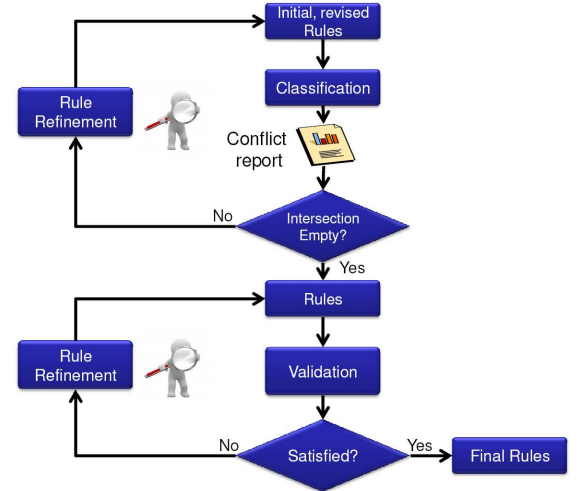 Initial, revised
Rules
Classification
Rule
Refinement
Conflict
report
No
Intersection
Empty?
Yes
Rules
Rule
Refinement
Validation
No
Satisfied?
Yes
Final Rules